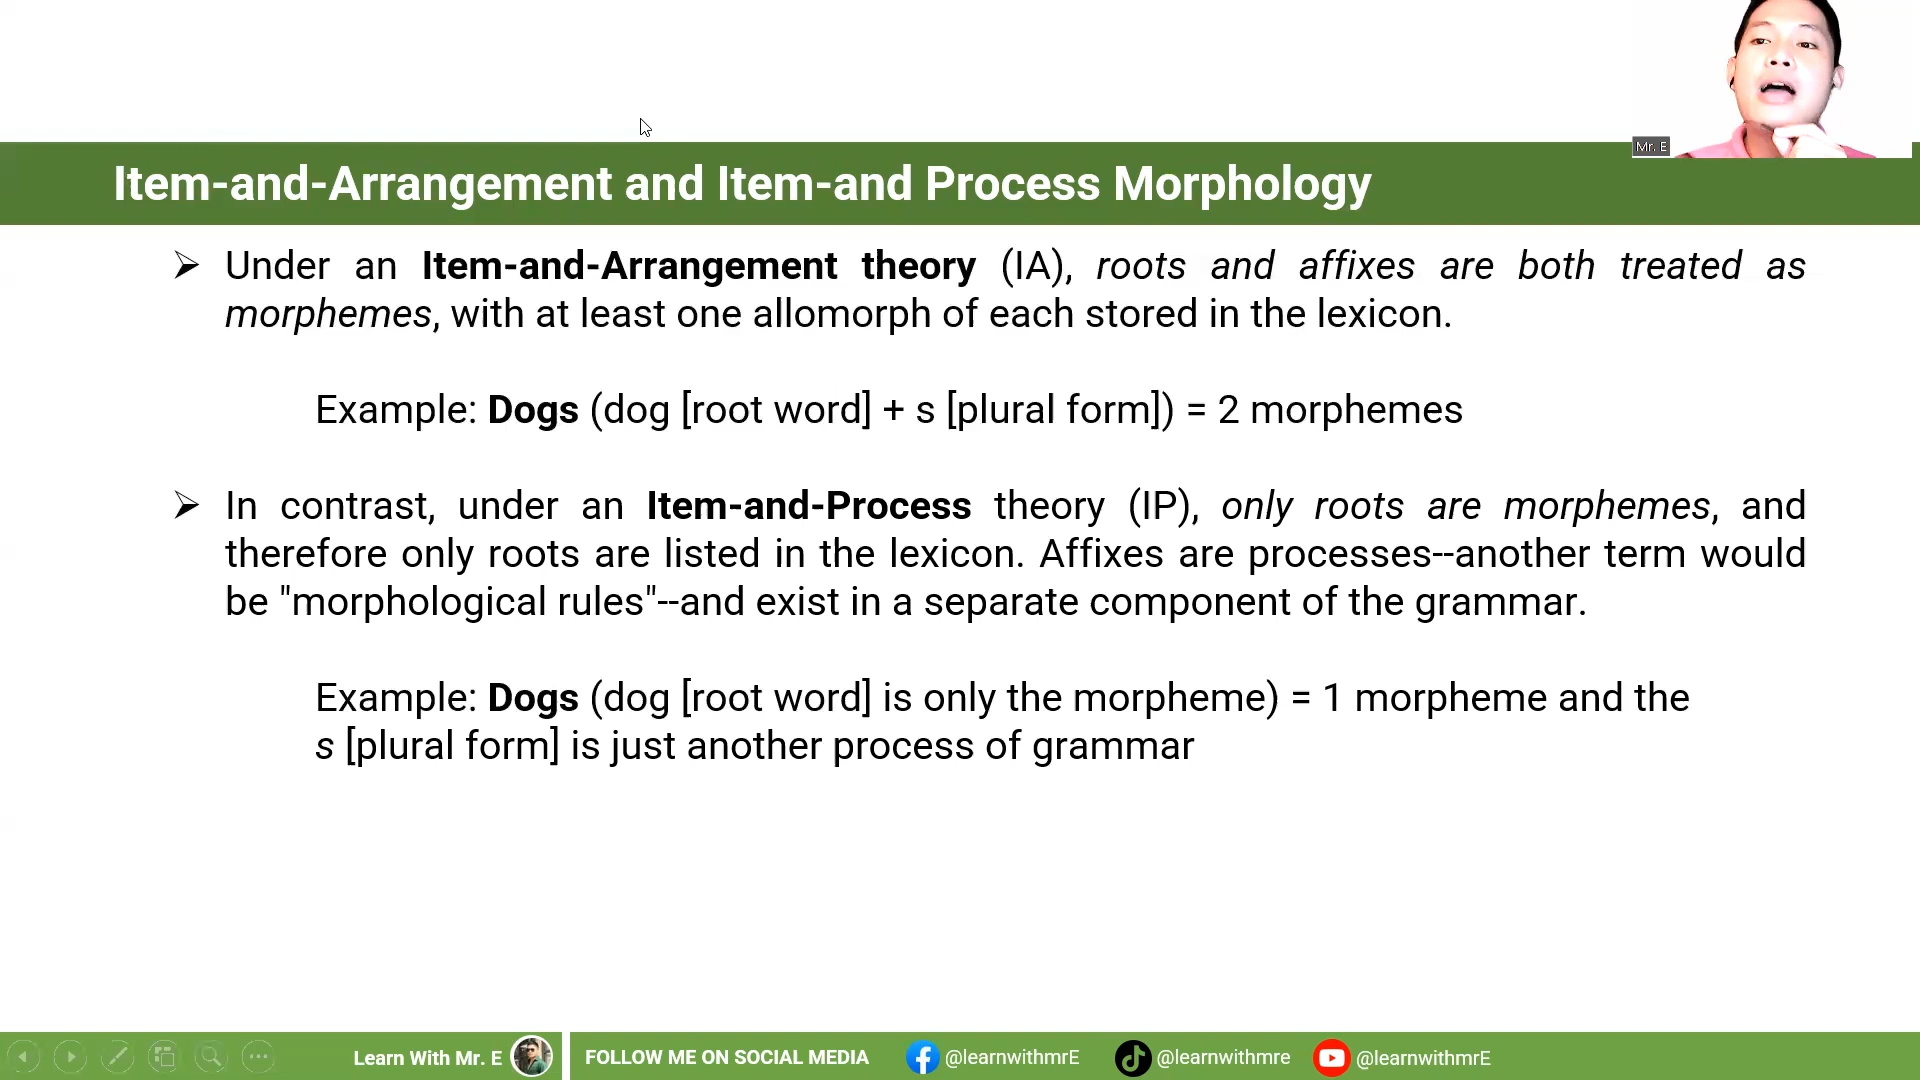 Mr. E
Item-and-Arrangement and Item-and Process Morphology
➢ Under an Item-and-Arrangement theory (IA), roots and affixes are both treated as
morphemes, with at least one allomorph of each stored in the lexicon.
Example: Dogs (dog [root word] + s [plural form]) = 2 morphemes
➢ In contrast, under an Item-and-Process theory (IP), only roots are morphemes, and
therefore only roots are listed in the lexicon. Affixes are processes--another term would
be "morphological rules"--and exist in a separate component of the grammar.
Example: Dogs (dog [root word] is only the morpheme) = 1 morpheme and the
s [plural form] is just another process of grammar
Learn With Mr. E FOLLOW ME ON SOCIAL MEDIA @learnwithmrE @learnwithmre @learnwithmrE